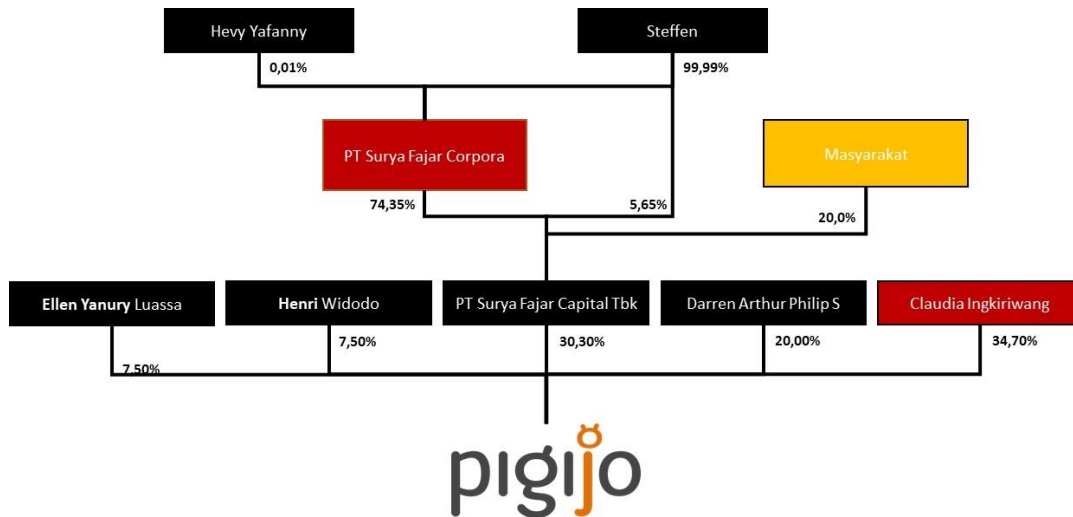 Hevy Yafanny
Steffen
0,01%
99,99%
PT Surya Fajar Corpora
Masyarakat
74,35%
5,65%
20,0%
Ellen Yanury Luassa
Henri Widodo
PT Surya Fajar Capital Tbk
Darren Arthur Philip S
Claudia Ingkiriwang
7,50%
7,50%
30,30%
20,00%
34,70%
pigijo